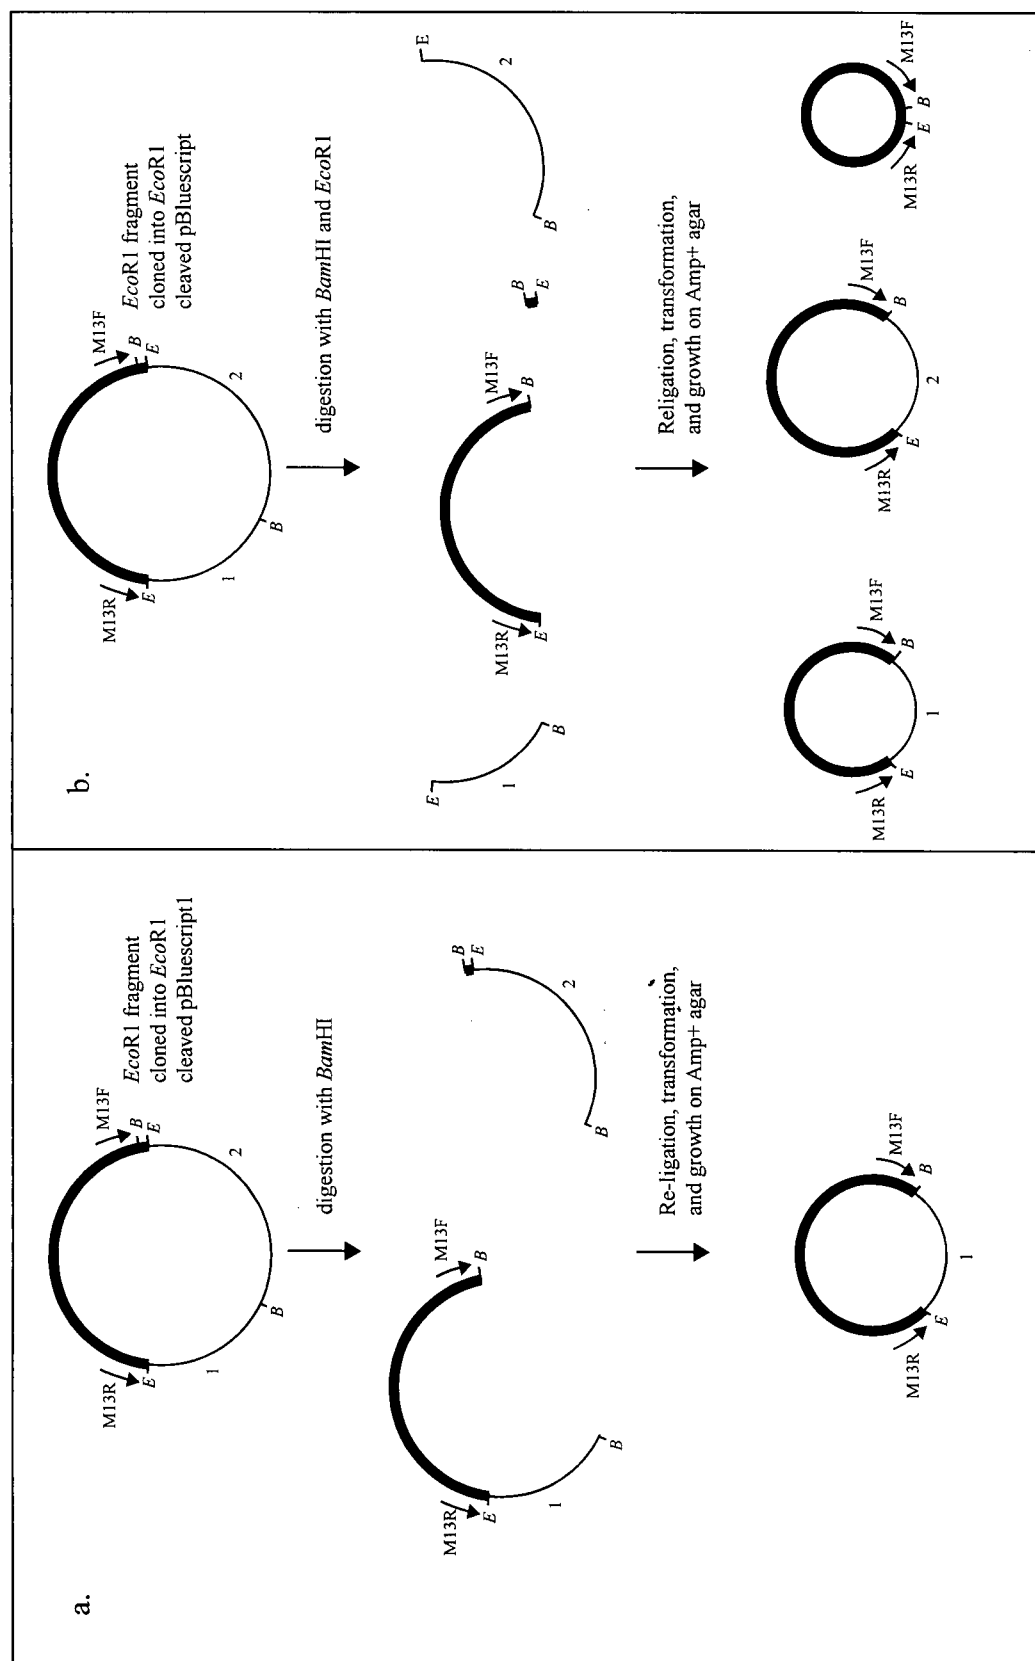 a.
M13R
M13F
E
B
E
EcoR1 fragment
cloned into EcoR1
cleaved pBluescript1
1
2
B
digestion with BamHI
M13R
M13F
E
B
1
B
B
E
2
B
Re-ligation, transformation,
and growth on Amp+ agar
M13R
M13F
E
B
1
b.
M13R
M13F
E
B
E
EcoR1 fragment
cloned into EcoR1
cleaved pBluescript
1
2
B
digestion with BamHI and EcoR1
E
1
B
M13R
M13F
E
B
B
E
E
2
B
Religation, transformation,
and growth on Amp+ agar
M13R
M13F
E
B
1
M13R
M13F
E
B
2
M13R
M13F
E
B